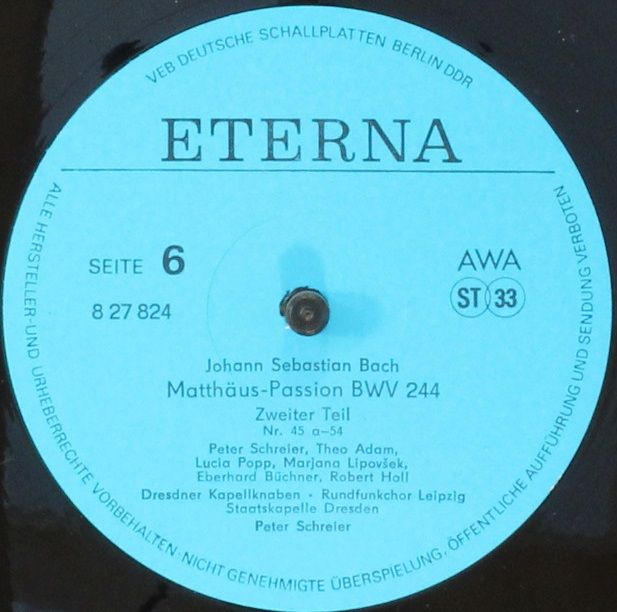 VEB DEUTSCHE SCHALLPLATTEN BERLIN DDR
ETERNA
SEITE 6
8 27 824
AWA
ST 33
Johann Sebastian Bach
Matthäus-Passion BWV 244
Zweiter Teil
Nr. 45 a–54
Peter Schreier, Theo Adam,
Lucia Popp, Marjana Lipovšek,
Eberhard Büchner, Robert Holl
Dresdner Kapellknaben · Rundfunkchor Leipzig
Staatskapelle Dresden
Peter Schreier
ALLE HERSTELLER-UND URHEBERRECHTE VORBEHALTEN·NICHT GENEHMIGTE ÜBERSPIELUNG, ÖFFENTLICHE AUFFÜHRUNG UND SENDUNG VERBOTEN